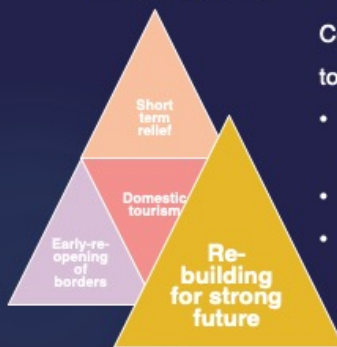 Short
term
relief
Domestic
tourism
Early-re-
opening
of
borders
Re-
building
for strong
future
to